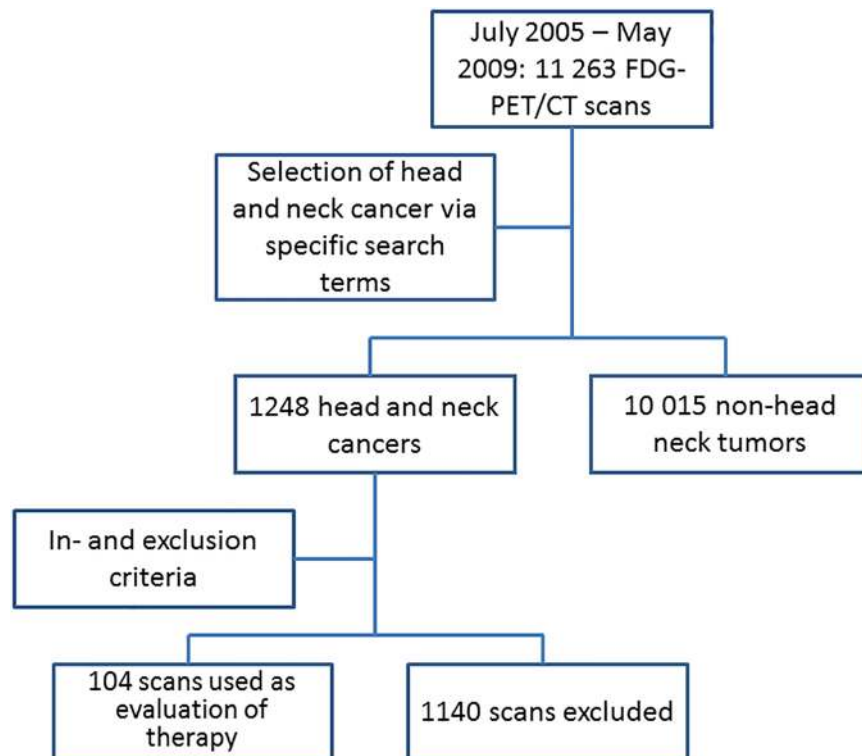 July 2005 – May
2009: 11 263 FDG-
PET/CT scans
Selection of head
and neck cancer via
specific search
terms
1248 head and neck
cancers
10 015 non-head
neck tumors
In- and exclusion
criteria
104 scans used as
evaluation of
therapy
1140 scans excluded